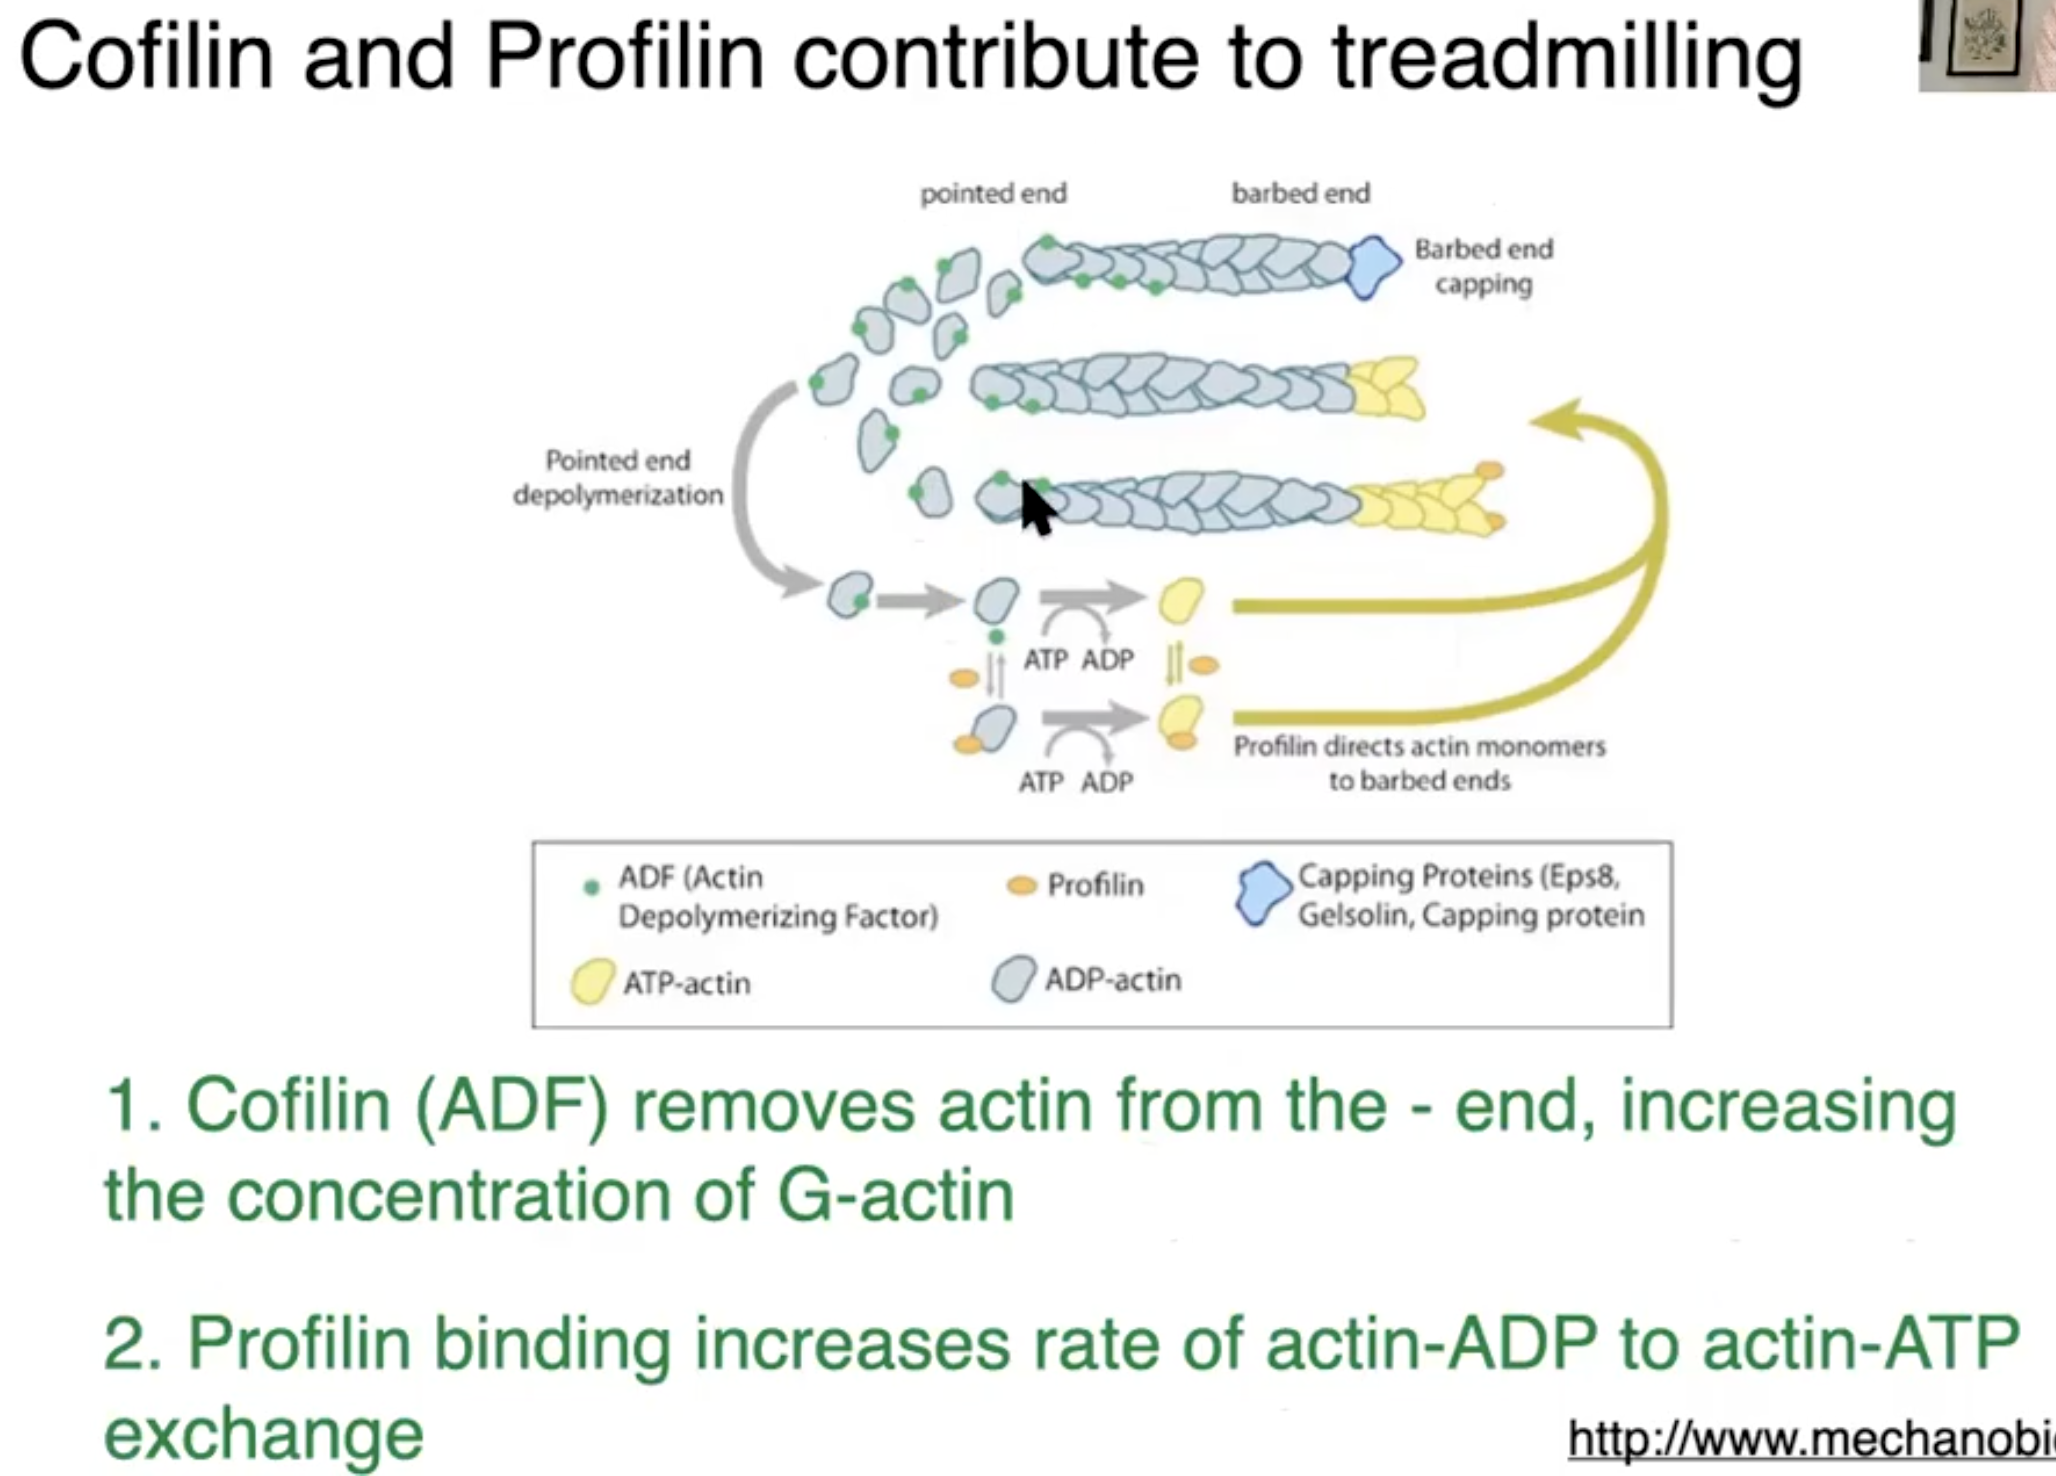 Cofilin and Profilin contribute to treadmilling
pointed end
barbed end
Barbed end
capping
Pointed end
depolymerization
ATP ADP
ATP ADP
Profilin directs actin monomers
to barbed ends
ADF (Actin
Depolymerizing Factor)
Profilin
Capping Proteins (Eps8,
Gelsolin, Capping protein
ATP-actin
ADP-actin
1. Cofilin (ADF) removes actin from the - end, increasing
the concentration of G-actin
2. Profilin binding increases rate of actin-ADP to actin-ATP
exchange